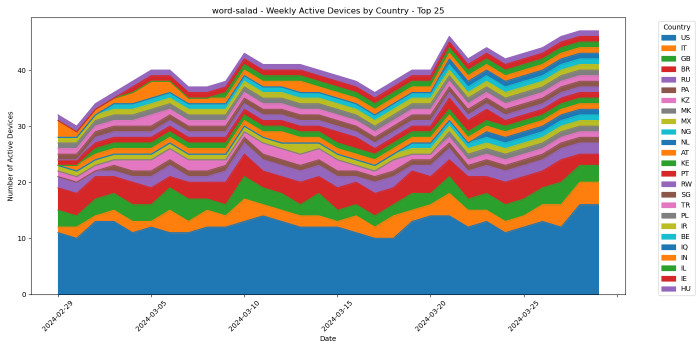 word-salad - Weekly Active Devices by Country - Top 25
Number of Active Devices
40
30
20
10
0
2024-02-29
2024-03-05
2024-03-10
2024-03-15
2024-03-20
2024-03-25
Date
Country
US
IT
GB
BR
RU
PA
KZ
MK
MX
NG
NL
AT
KE
PT
RW
SG
TR
PL
IR
BE
IQ
IN
IL
IE
HU